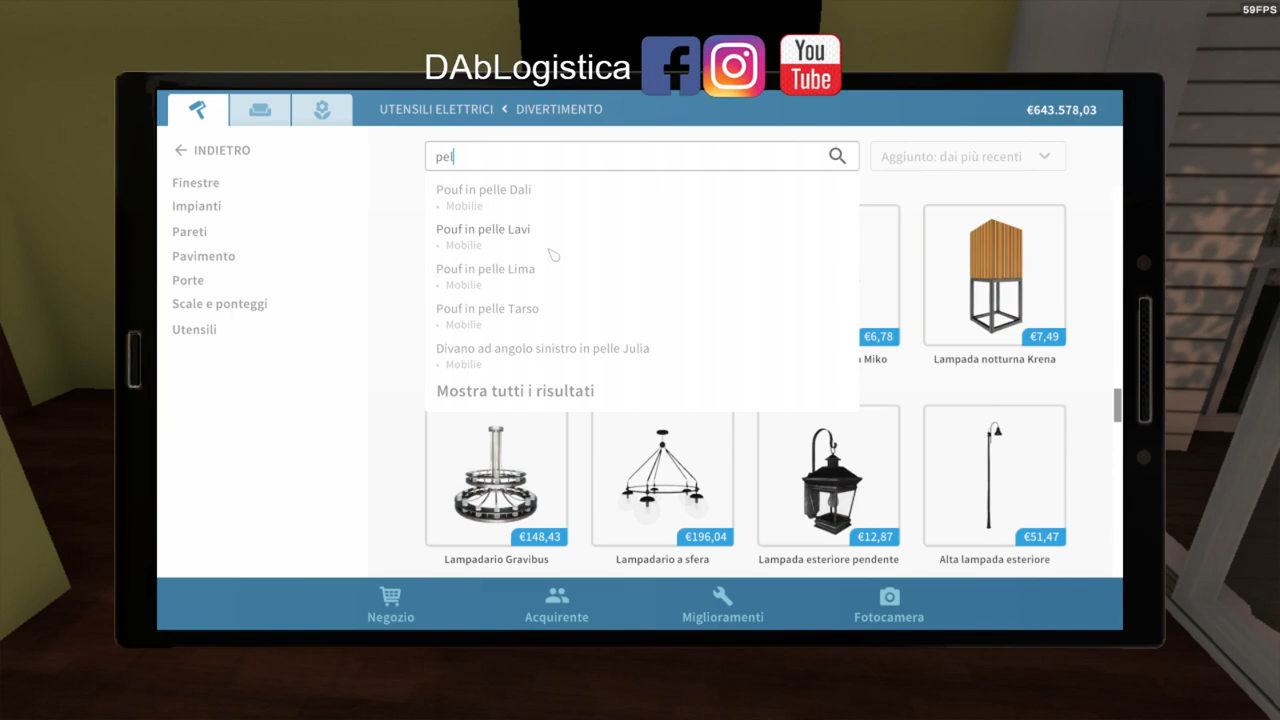 59FPS
DAbLogistica
You
Tube
UTENSILI ELETTRICI < DIVERTIMENTO
€643.578,03
INDIETRO
Finestre
Impianti
Pareti
Pavimento
Porte
Scale e ponteggi
Utensili
pel
Aggiunto: dai più recenti
Pouf in pelle Dali
• Mobilie
Pouf in pelle Lavi
• Mobilie
Pouf in pelle Lima
• Mobilie
Pouf in pelle Tarso
• Mobilie
Divano ad angolo sinistro in pelle Julia
• Mobilie
Mostra tutti i risultati
€6,78
€7,49
a Miko
Lampada notturna Krena
€148,43
€196,04
€12,87
€51,47
Lampadario Gravibus
Lampadario a sfera
Lampada esteriore pendente
Alta lampada esteriore
Negozio
Acquirente
Miglioramenti
Fotocamera